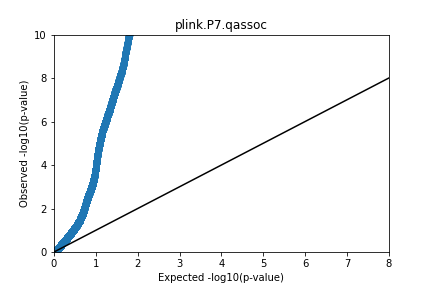 plink.P7.qassoc
10
8
6
4
2
0
Observed -log10(p-value)
0 1 2 3 4 5 6 7 8
Expected -log10(p-value)